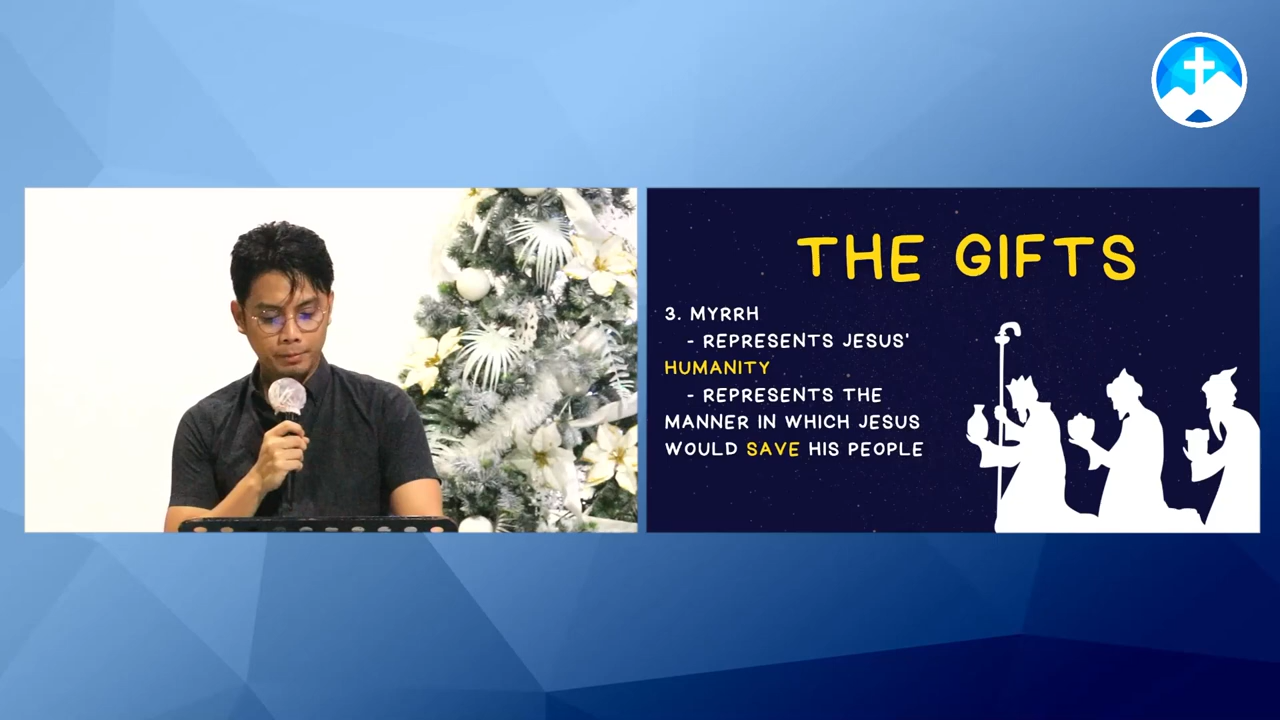 THE GIFTS
3. MYRRH
- REPRESENTS JESUS'
HUMANITY
- REPRESENTS THE
MANNER IN WHICH JESUS
WOULD SAVE HIS PEOPLE